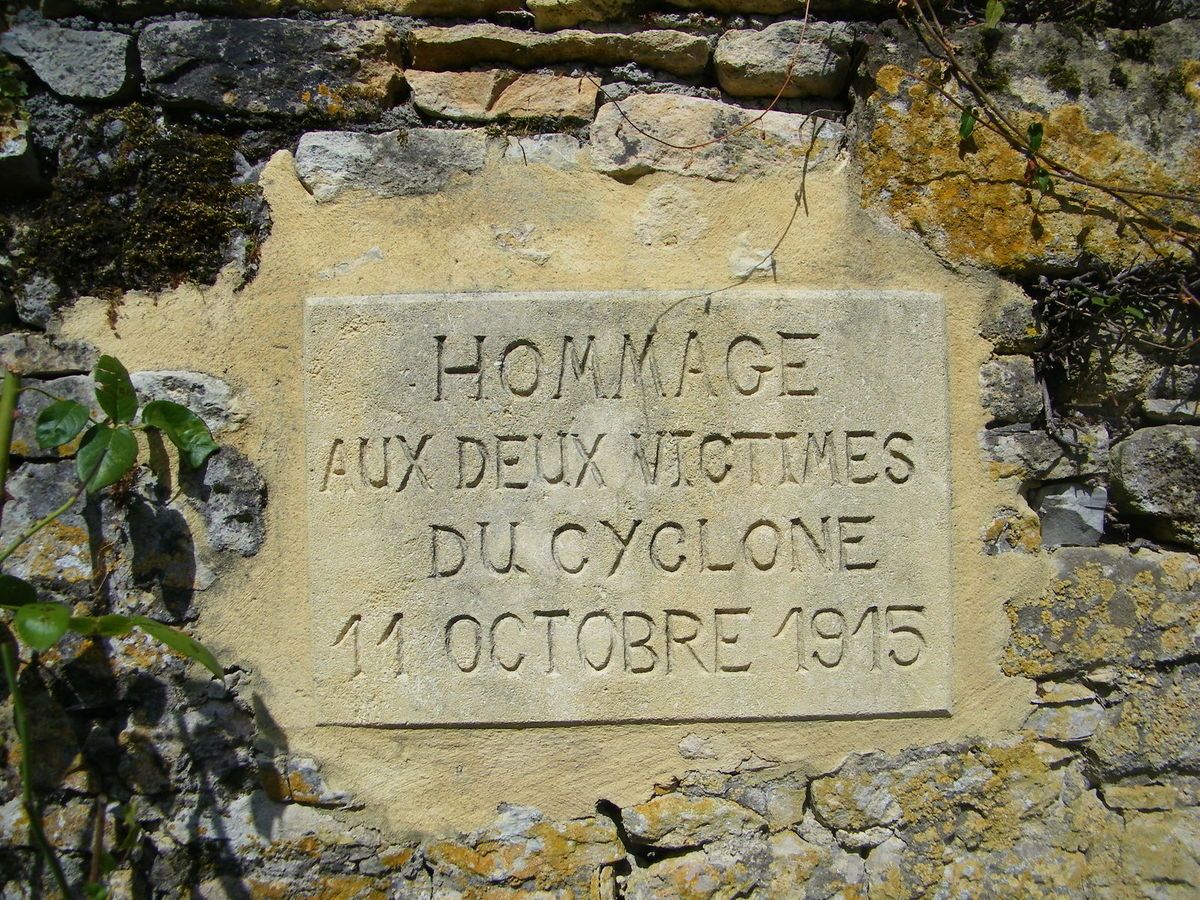 HOMMAGE
AUX DEUX VICTIMES
DU CYCLONE
11 OCTOBRE 1915